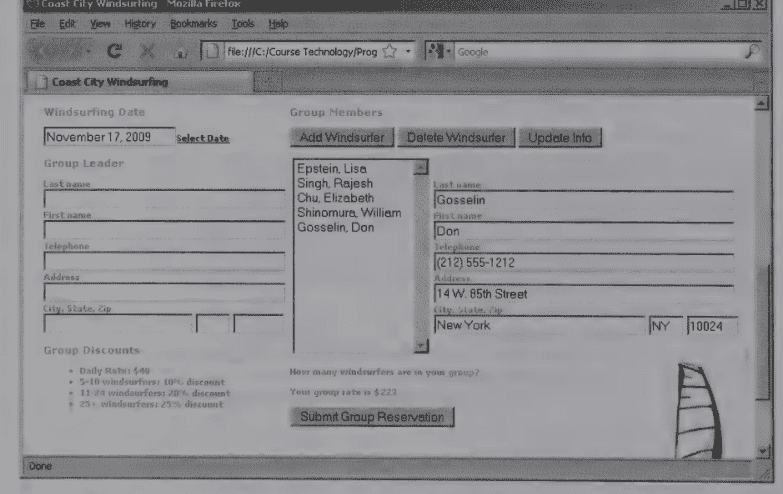 Coast City Windsurfing - Mozilla Firefox
File Edit View History Bookmarks Tools Help
file:///C:/Course Technology/Prog
Google
Coast City Windsurfing
Windsurfing Date
November 17, 2009 Select Date
Group Leader
Last name
First name
Telephone
Address
City, State, Zip
Group Discounts
Daily Rate: $40
5-10 windsurfers: 10% discount
11-24 windsurfers: 20% discount
25+ windsurfers: 25% discount
Group Members
Add Windsurfer Delete Windsurfer Update Info
Epstein, Lisa
Singh, Rajesh
Chu, Elizabeth
Shinomura, William
Gosselin, Don
Last name
Gosselin
First name
Don
Telephone
(212) 555-1212
Address
14 W. 85th Street
City, State, Zip
New York NY 10024
How many windsurfers are in your group?
Your group rate is $223
Submit Group Reservation
Done